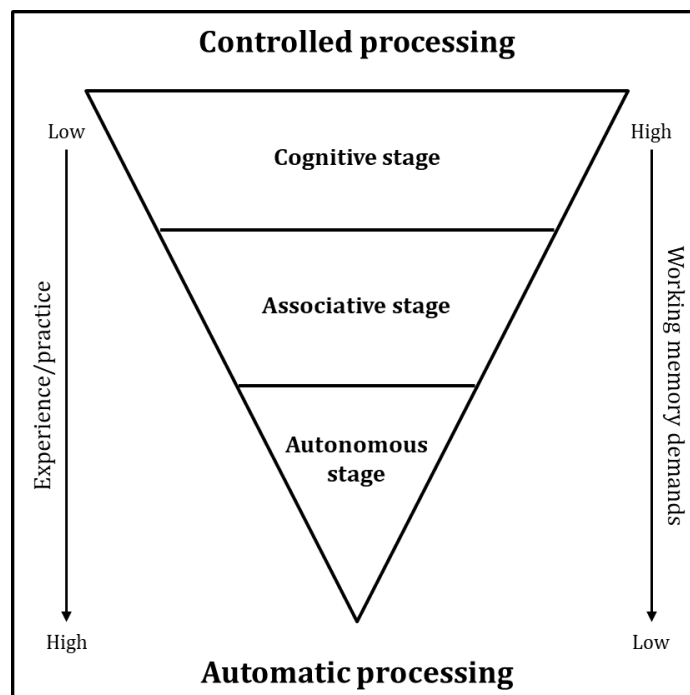 Controlled processing
Low
High
Cognitive stage
Associative stage
Experience/practice
Working memory demands
Autonomous
stage
High
Low
Automatic processing